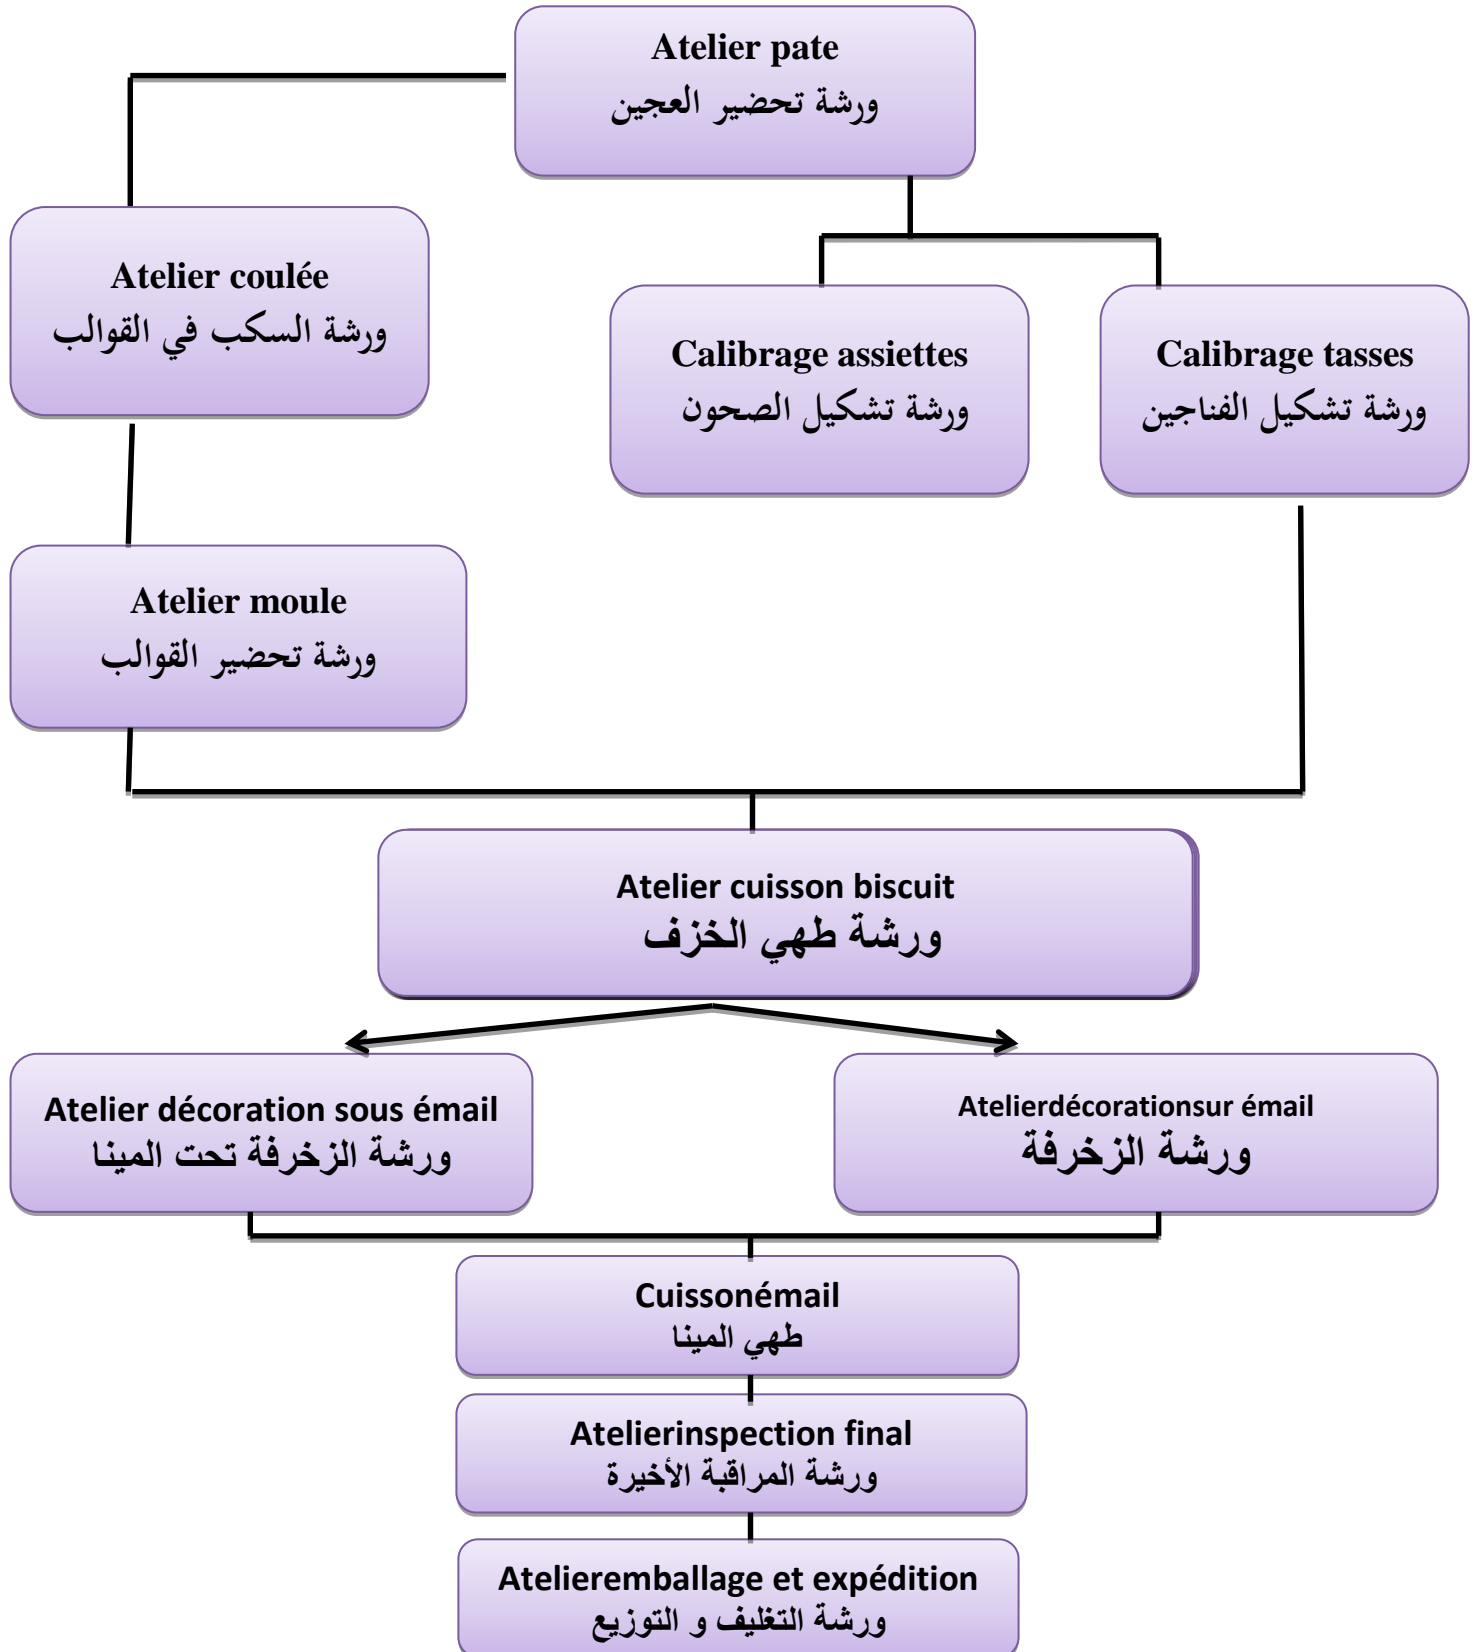 Atelier pate
ورشة تحضير العجين
Atelier coulée
ورشة السكب في القوالب
Calibrage assiettes
ورشة تشكيل الصحون
Calibrage tasses
ورشة تشكيل الفناجين
Atelier moule
ورشة تحضير القوالب
Atelier cuisson biscuit
ورشة طهي الخزف
Atelier décoration sous émail
ورشة الزخرفة تحت المينا
Atelierdécorationsur émail
ورشة الزخرفة
Cuissonémail
طهي المينا
Atelierinspection final
ورشة المراقبة الأخيرة
Atelieremballage et expédition
ورشة التغليف و التوزيع